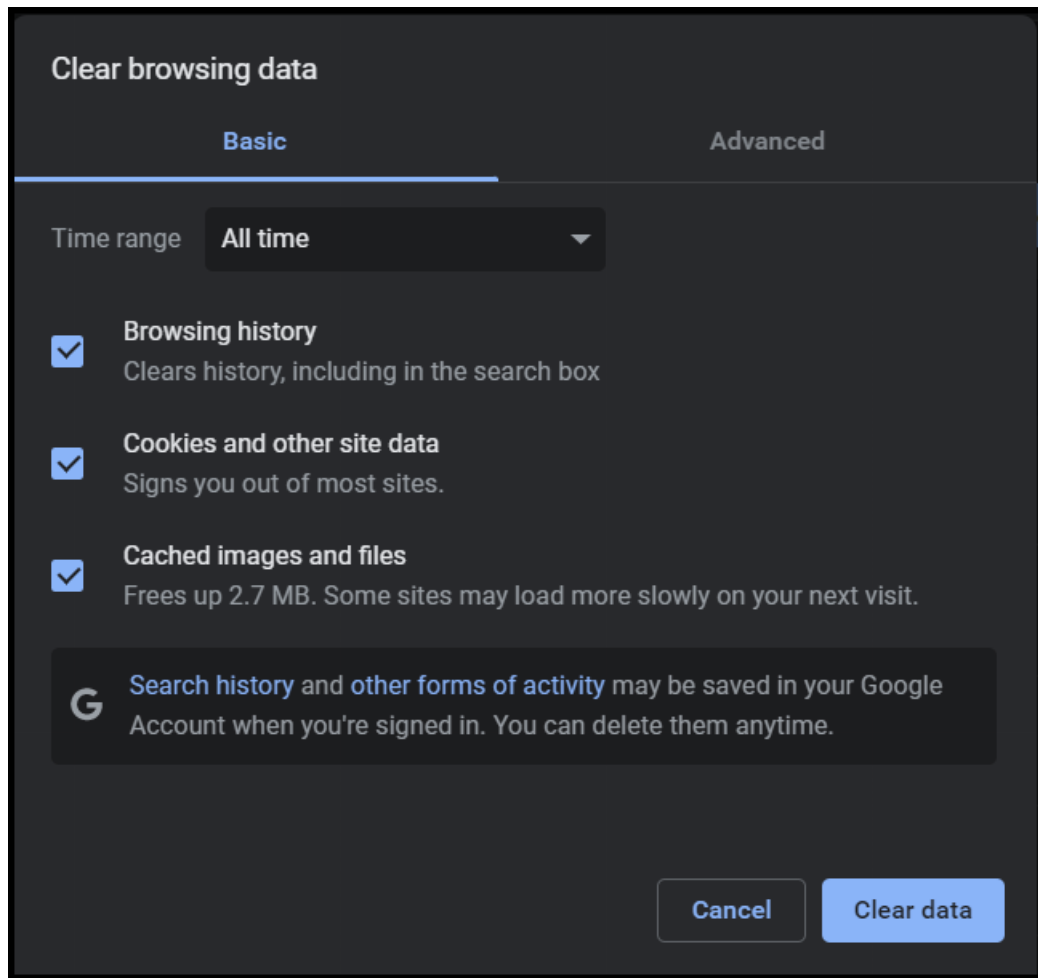 Clear browsing data
Basic
Advanced
Time range
All time
Browsing history
Clears history, including in the search box
Cookies and other site data
Signs you out of most sites.
Cached images and files
Frees up 2.7 MB. Some sites may load more slowly on your next visit.
G
Search history and other forms of activity may be saved in your Google
Account when you're signed in. You can delete them anytime.
Cancel
Clear data